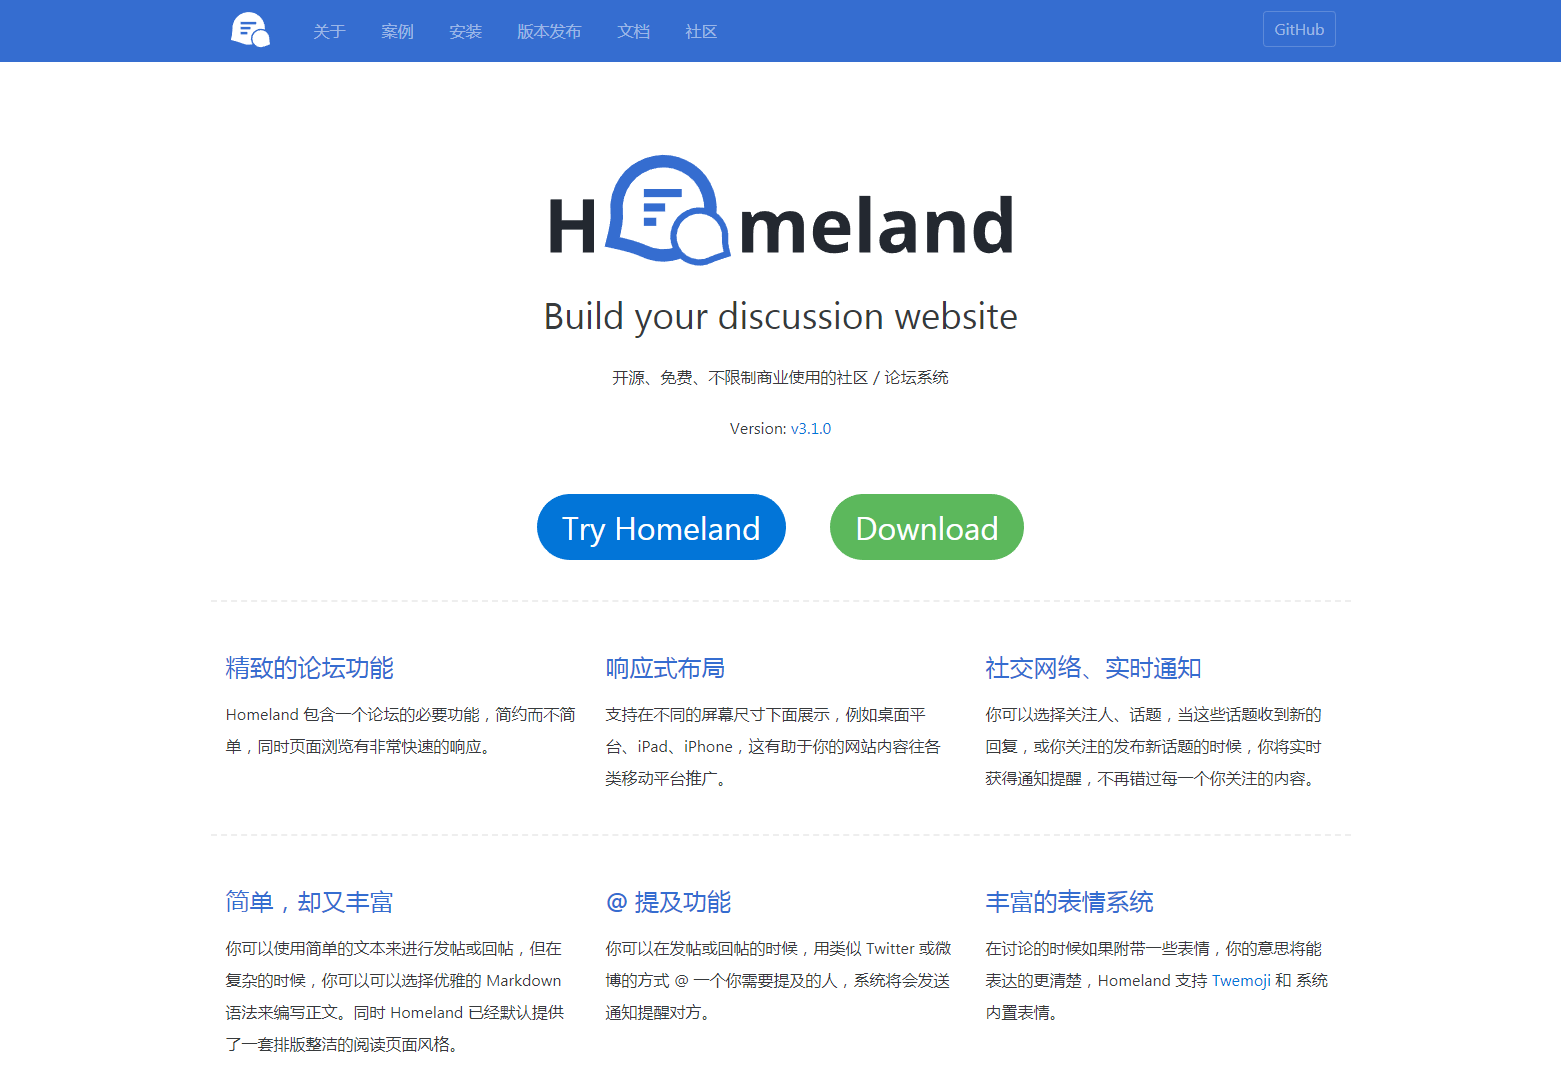 关于 案例 安装 版本发布 文档 社区 GitHub
Homeland
Build your discussion website
开源、免费、不限制商业使用的社区 / 论坛系统
Version: v3.1.0
Try Homeland Download
精致的论坛功能
Homeland 包含一个论坛的必要功能，简约而不简
单，同时页面浏览有非常快速的响应。
响应式布局
支持在不同的屏幕尺寸下面展示，例如桌面平
台、iPad、iPhone，这有助于你的网站内容往各
类移动平台推广。
社交网络、实时通知
你可以选择关注人、话题，当这些话题收到新的
回复，或你关注的发布新话题的时候，你将实时
获得通知提醒，不再错过每一个你关注的内容。
简单，却又丰富
你可以使用简单的文本来进行发帖或回帖，但在
复杂的时候，你可以可以选择优雅的 Markdown
语法来编写正文。同时 Homeland 已经默认提供
了一套排版整洁的阅读页面风格。
@ 提及功能
你可以在发帖或回帖的时候，用类似 Twitter 或微
博的方式 @ 一个你需要提及的人，系统将会发送
通知提醒对方。
丰富的表情系统
在讨论的时候如果附带一些表情，你的意思将能
表达的更清楚，Homeland 支持 Twemoji 和 系统
内置表情。